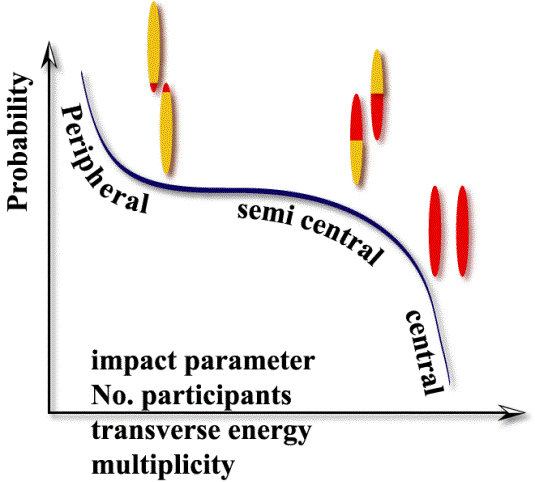 Probability
Peripheral
semi central
central
impact parameter
No. participants
transverse energy
multiplicity